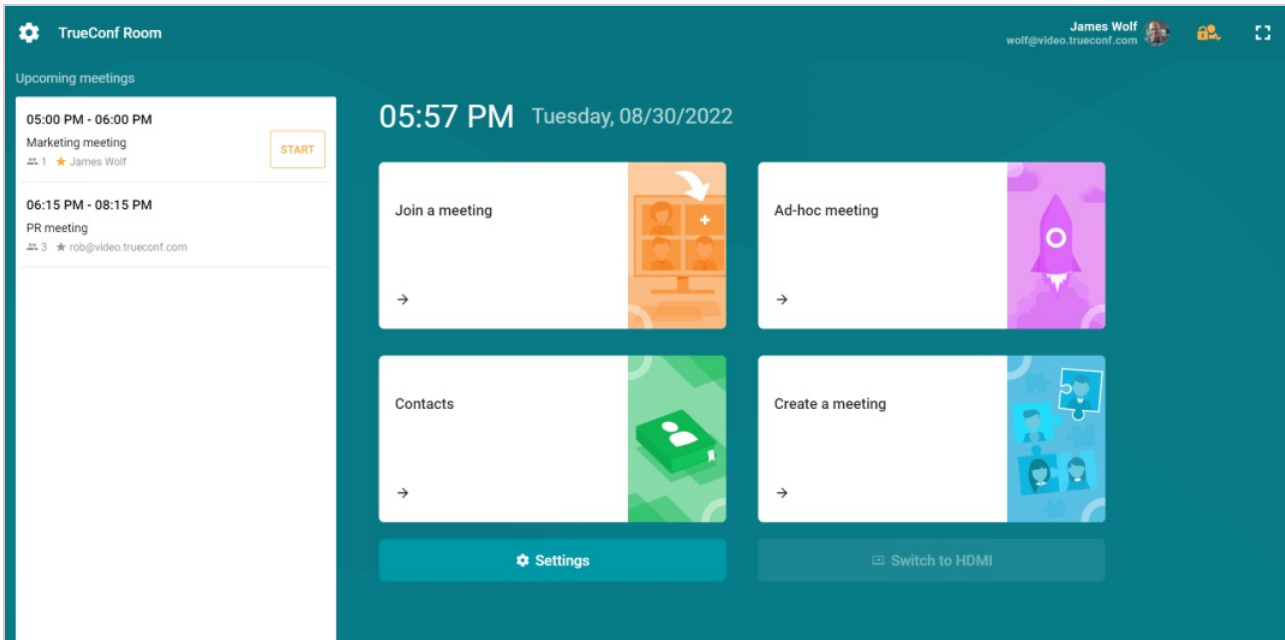 TrueConf Room
James Wolf
wolf@video.trueconf.com
Upcoming meetings
05:00 PM - 06:00 PM
Marketing meeting
1 James Wolf
START
06:15 PM - 08:15 PM
PR meeting
3 rob@video.trueconf.com
05:57 PM Tuesday, 08/30/2022
Join a meeting
Ad-hoc meeting
Contacts
Create a meeting
Settings
Switch to HDMI